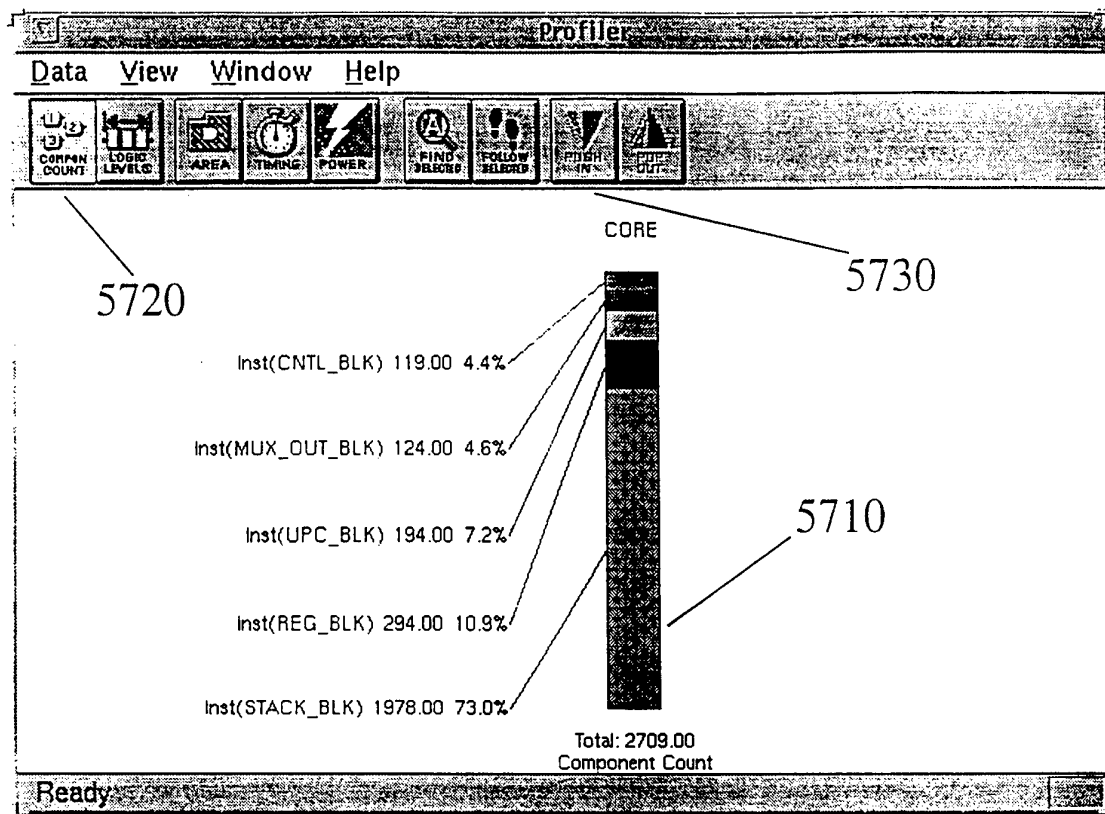 Profiler
Data View Window Help
COMPON COUNT
LOGIC LEVELS
AREA
TIMING
POWER
FIND SELECTED
FOLLOW SELECTED
PUSH IN
POP OUT
CORE
5720
5730
Inst(CNTL_BLK) 119.00 4.4%
Inst(MUX_OUT_BLK) 124.00 4.6%
Inst(UPC_BLK) 194.00 7.2%
5710
Inst(REG_BLK) 294.00 10.9%
Inst(STACK_BLK) 1978.00 73.0%
Total: 2709.00
Component Count
Ready